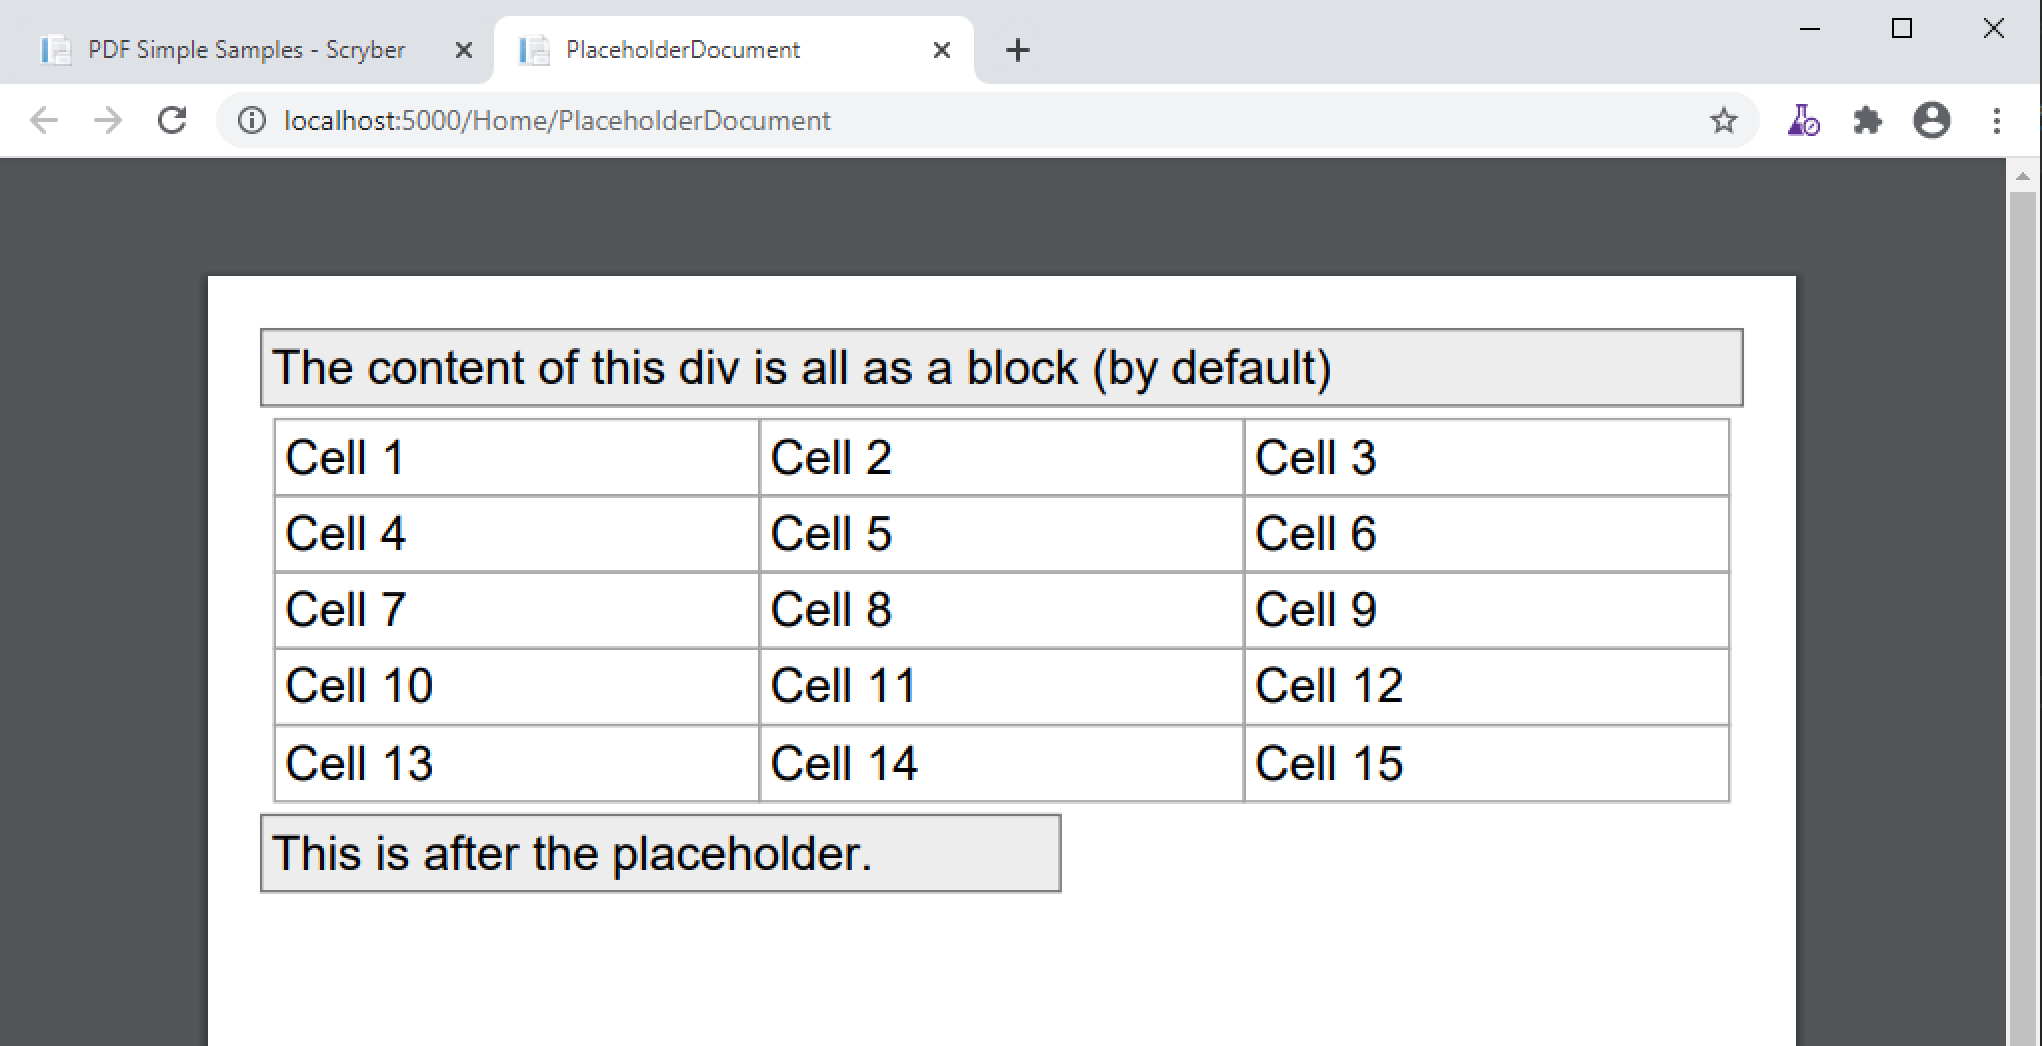 PDF Simple Samples - Scryber
PlaceholderDocument
localhost:5000/Home/PlaceholderDocument
The content of this div is all as a block (by default)
Cell 1 Cell 2 Cell 3
Cell 4 Cell 5 Cell 6
Cell 7 Cell 8 Cell 9
Cell 10 Cell 11 Cell 12
Cell 13 Cell 14 Cell 15
This is after the placeholder.